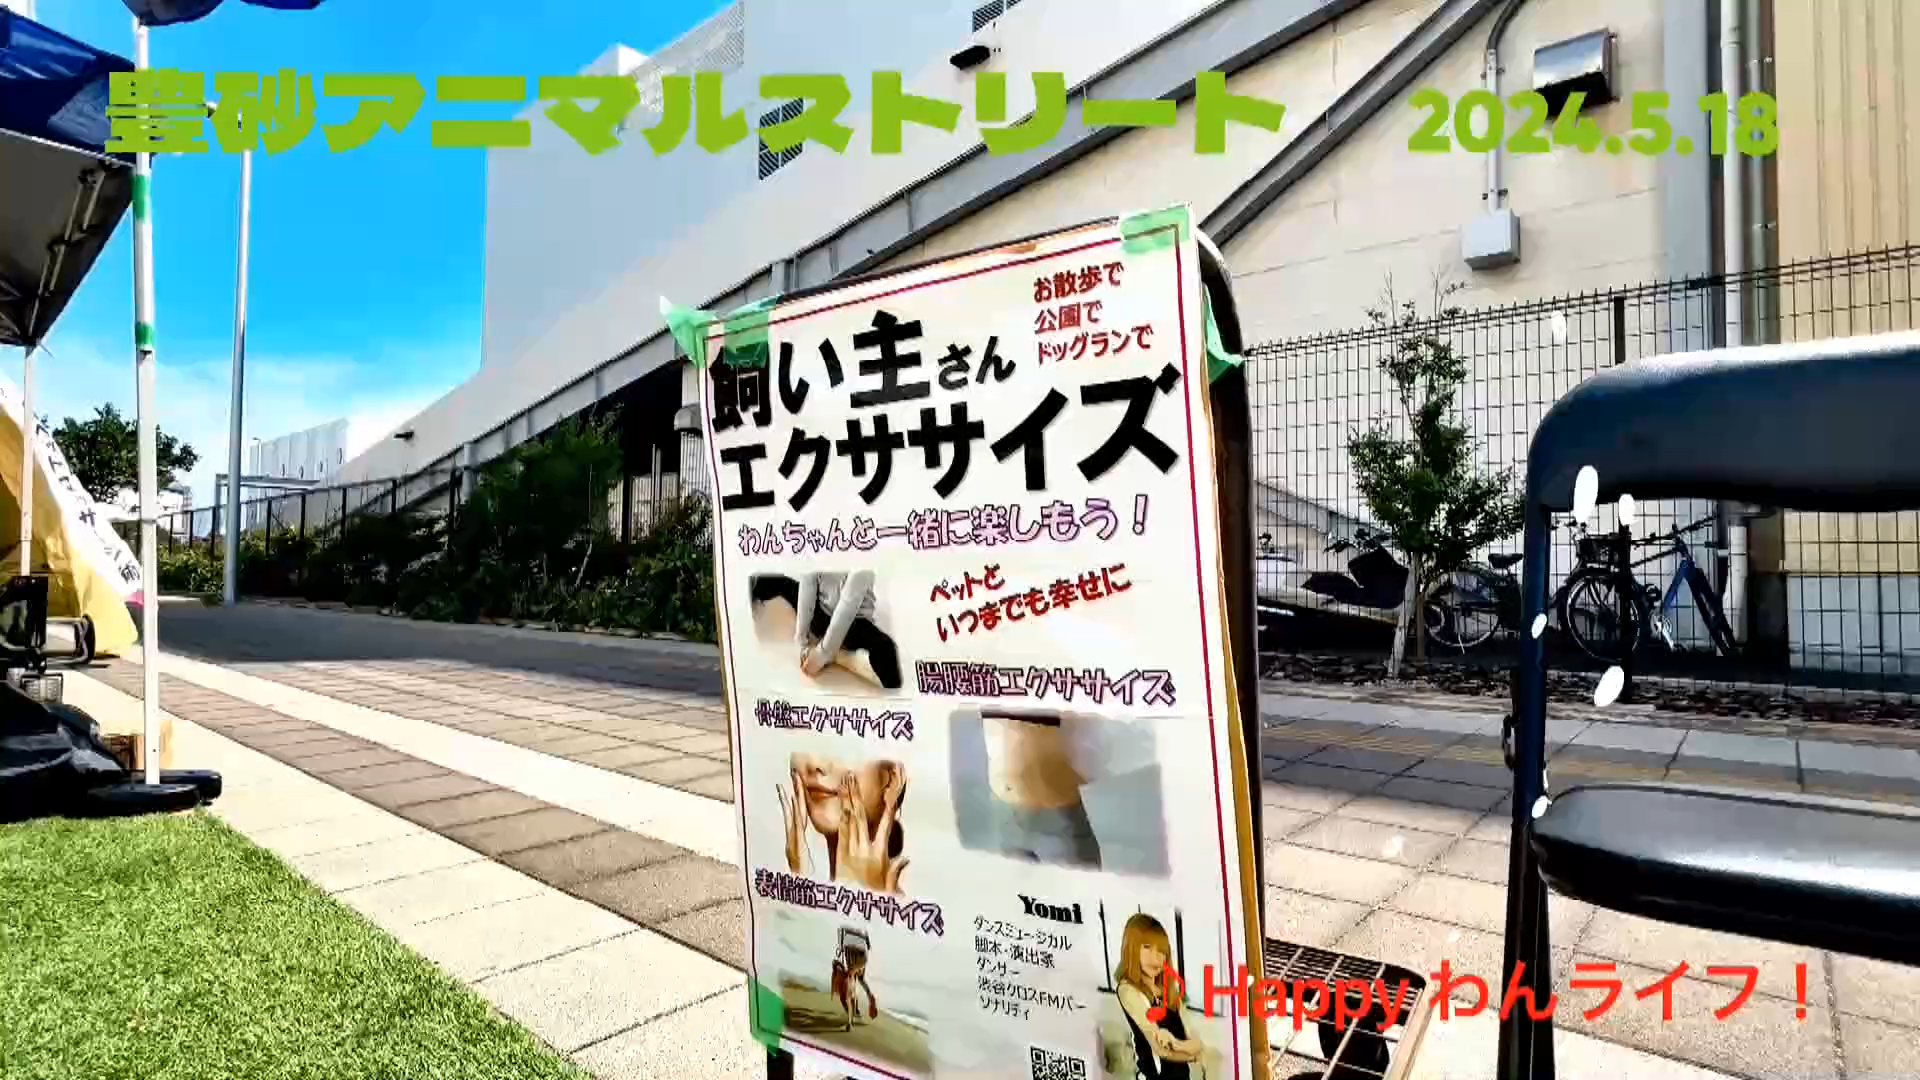 豊砂アニマルストリート 2024.5.18
お散歩で
公園で
ドッグランで
飼い主さん
エクササイズ
わんちゃんと一緒に楽しもう！
ペットと
いつまでも幸せに
腸腰筋エクササイズ
骨盤エクササイズ
表情筋エクササイズ
Yomi
ダンスミュージカル
脚本・演出家
ダンサー
渋谷クロスFMパー
ソナリティ
♪Happyわんライフ！